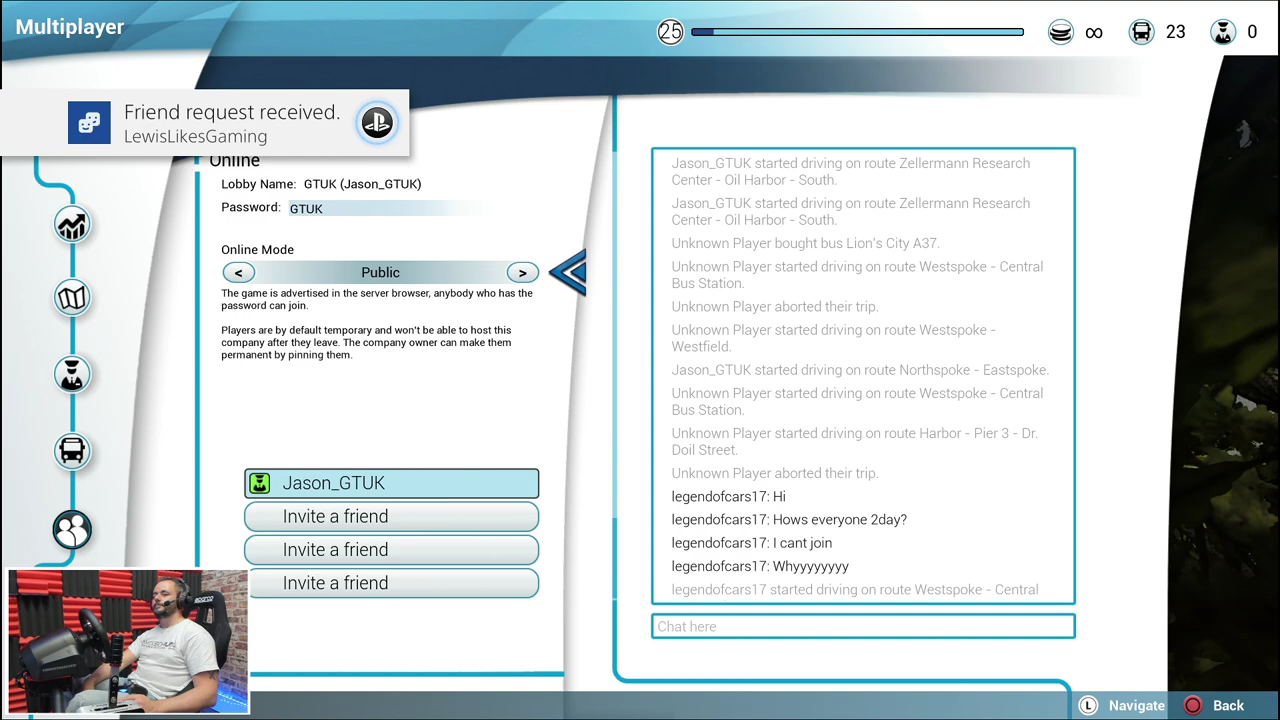 Multiplayer
25
∞
23
0
Friend request received.
LewisLikesGaming
Online
Lobby Name: GTUK (Jason_GTUK)
Password: GTUK
Online Mode
< Public >
The game is advertised in the server browser, anybody who has the
password can join.
Players are by default temporary and won't be able to host this
company after they leave. The company owner can make them
permanent by pinning them.
Jason_GTUK
Invite a friend
Invite a friend
Invite a friend
Jason_GTUK started driving on route Zellermann Research
Center - Oil Harbor - South.
Jason_GTUK started driving on route Zellermann Research
Center - Oil Harbor - South.
Unknown Player bought bus Lion's City A37.
Unknown Player started driving on route Westspoke - Central
Bus Station.
Unknown Player aborted their trip.
Unknown Player started driving on route Westspoke -
Westfield.
Jason_GTUK started driving on route Northspoke - Eastspoke.
Unknown Player started driving on route Westspoke - Central
Bus Station.
Unknown Player started driving on route Harbor - Pier 3 - Dr.
Doil Street.
Unknown Player aborted their trip.
legendofcars17: Hi
legendofcars17: Hows everyone 2day?
legendofcars17: I cant join
legendofcars17: Whyyyyyyyy
legendofcars17 started driving on route Westspoke - Central
Chat here
L Navigate
Back